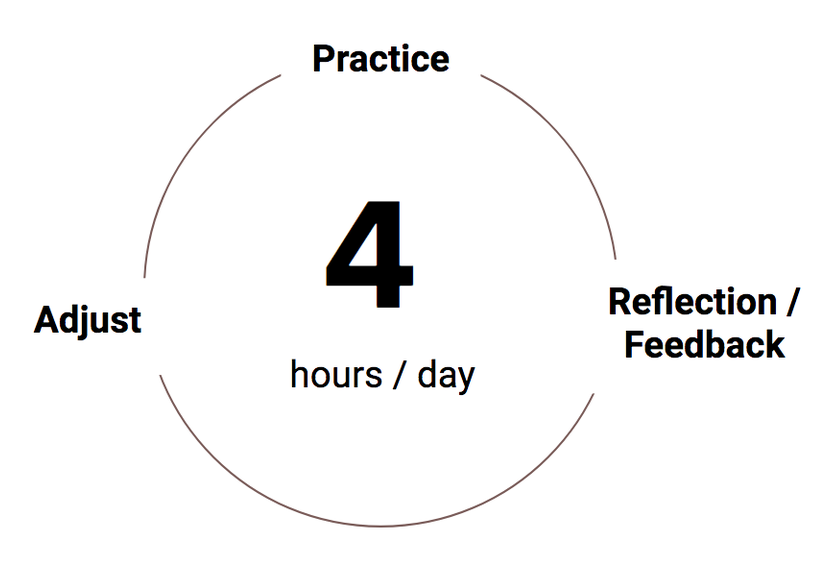 Practice
4
hours / day
Adjust
Reflection /
Feedback